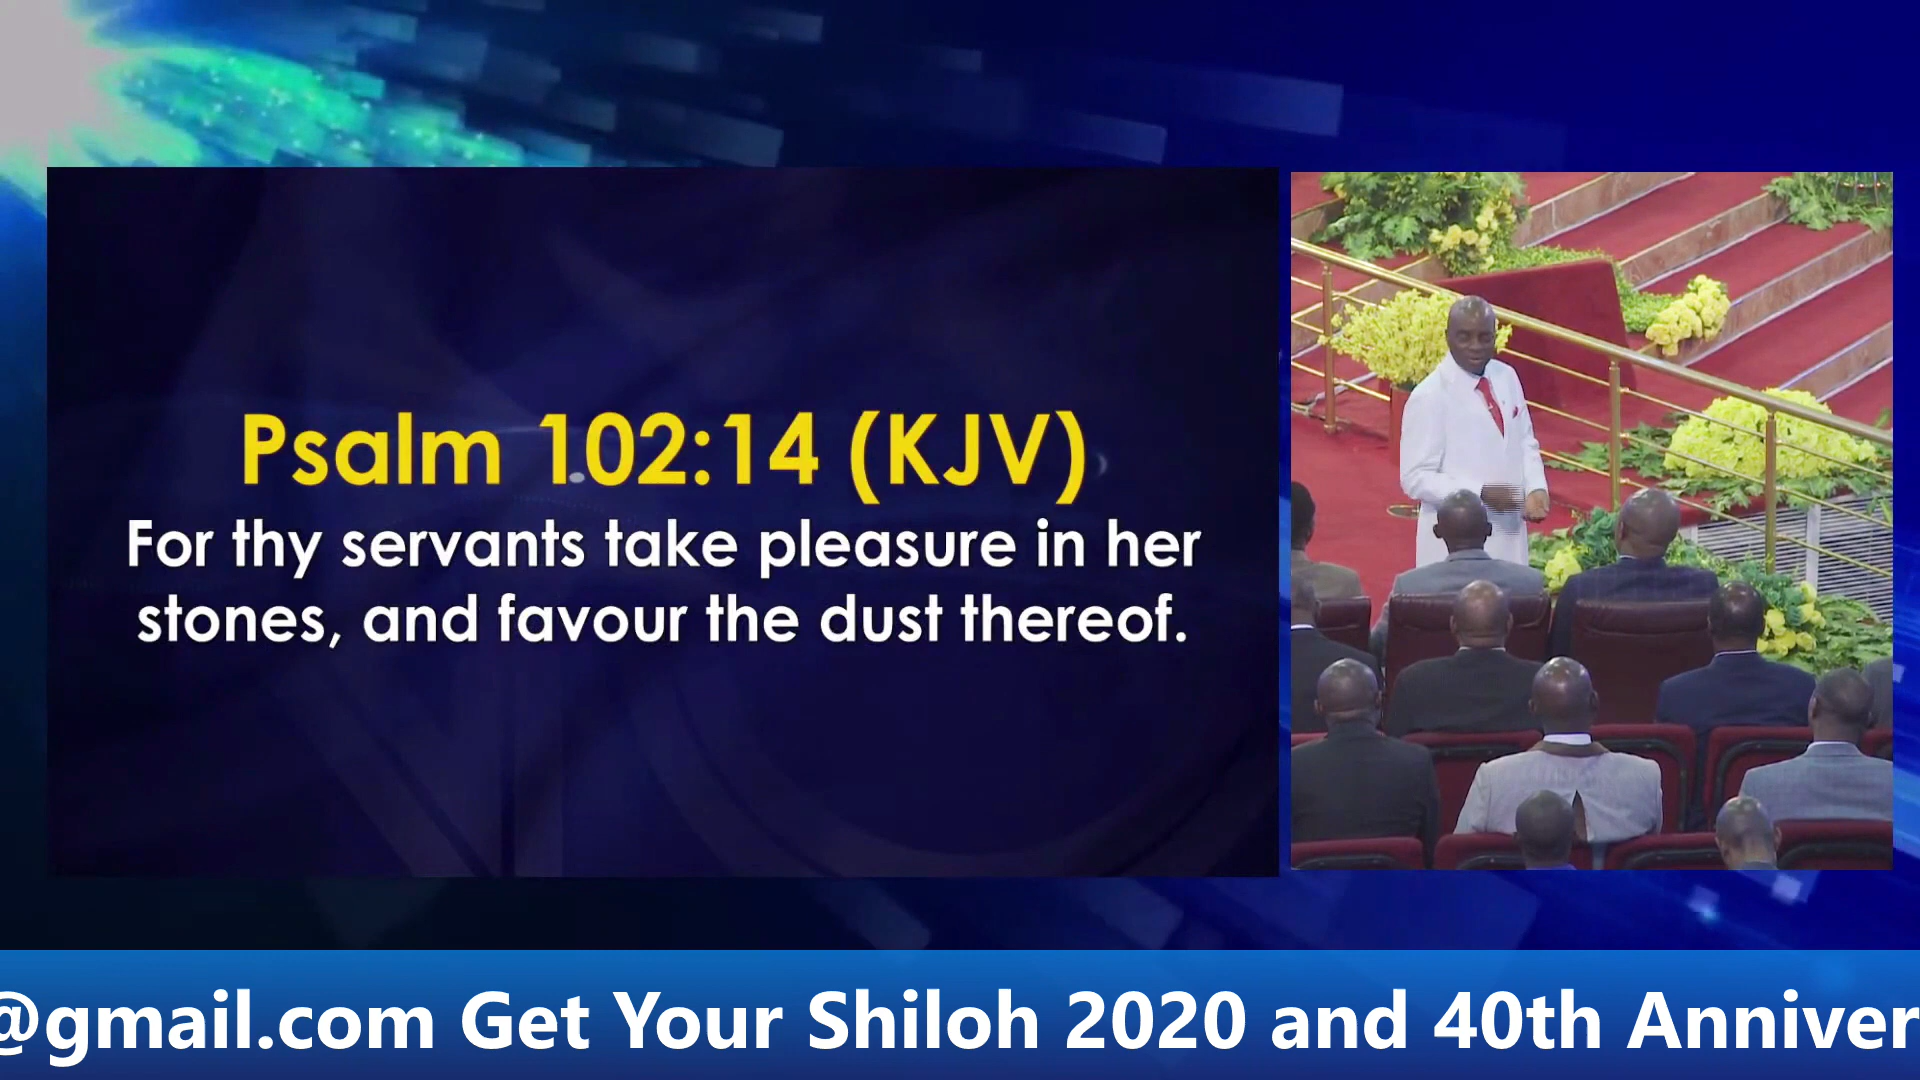 Psalm 102:14 (KJV)
For thy servants take pleasure in her
stones, and favour the dust thereof.
@gmail.com Get Your Shiloh 2020 and 40th Anniver